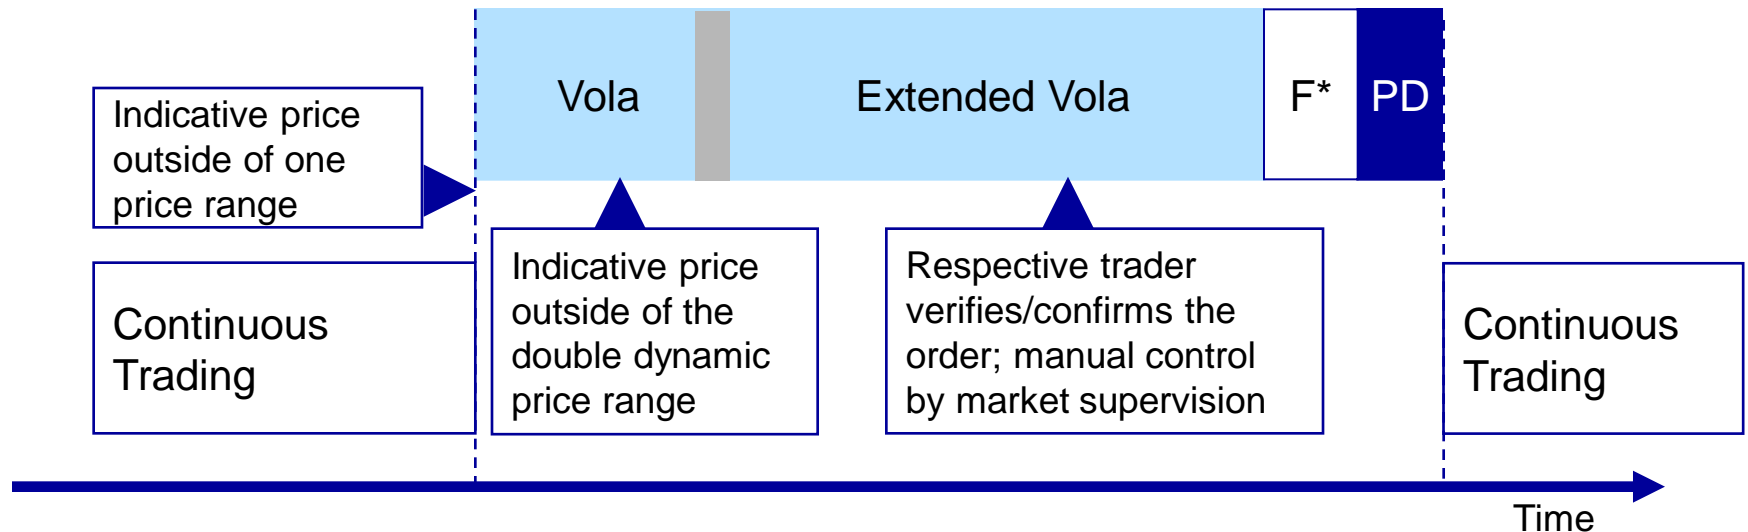 Vola
Extended Vola
F*
PD
Indicative price
outside of one
price range
Continuous
Trading
Indicative price
outside of the
double dynamic
price range
Respective trader
verifies/confirms the
order; manual control
by market supervision
Continuous
Trading
Time